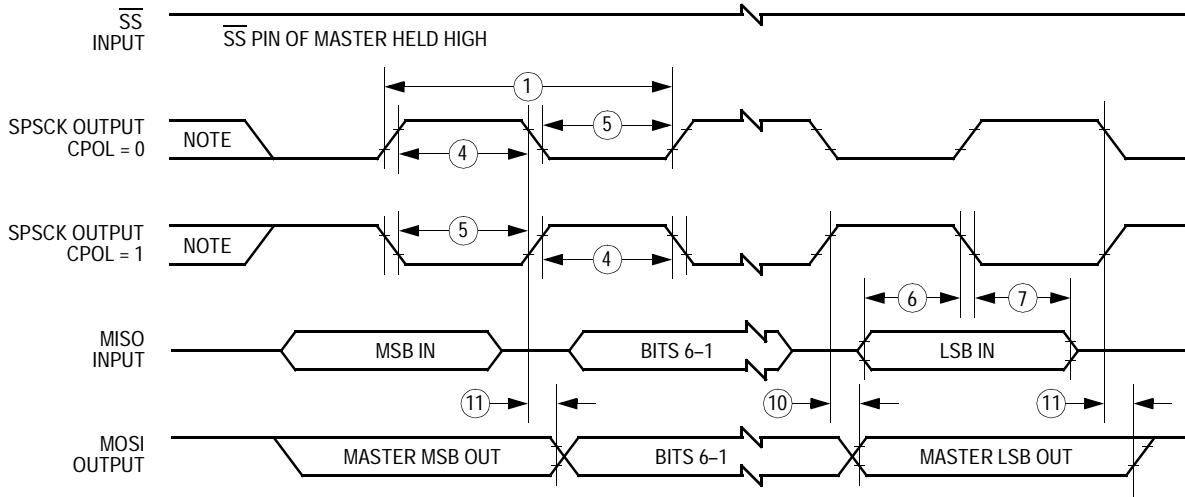 SS
INPUT
SS PIN OF MASTER HELD HIGH
1
SPSCK OUTPUT
CPOL = 0
NOTE
4
5
SPSCK OUTPUT
CPOL = 1
NOTE
5
4
6
7
MISO
INPUT
MSB IN
BITS 6–1
LSB IN
11
10
11
MOSI
OUTPUT
MASTER MSB OUT
BITS 6–1
MASTER LSB OUT